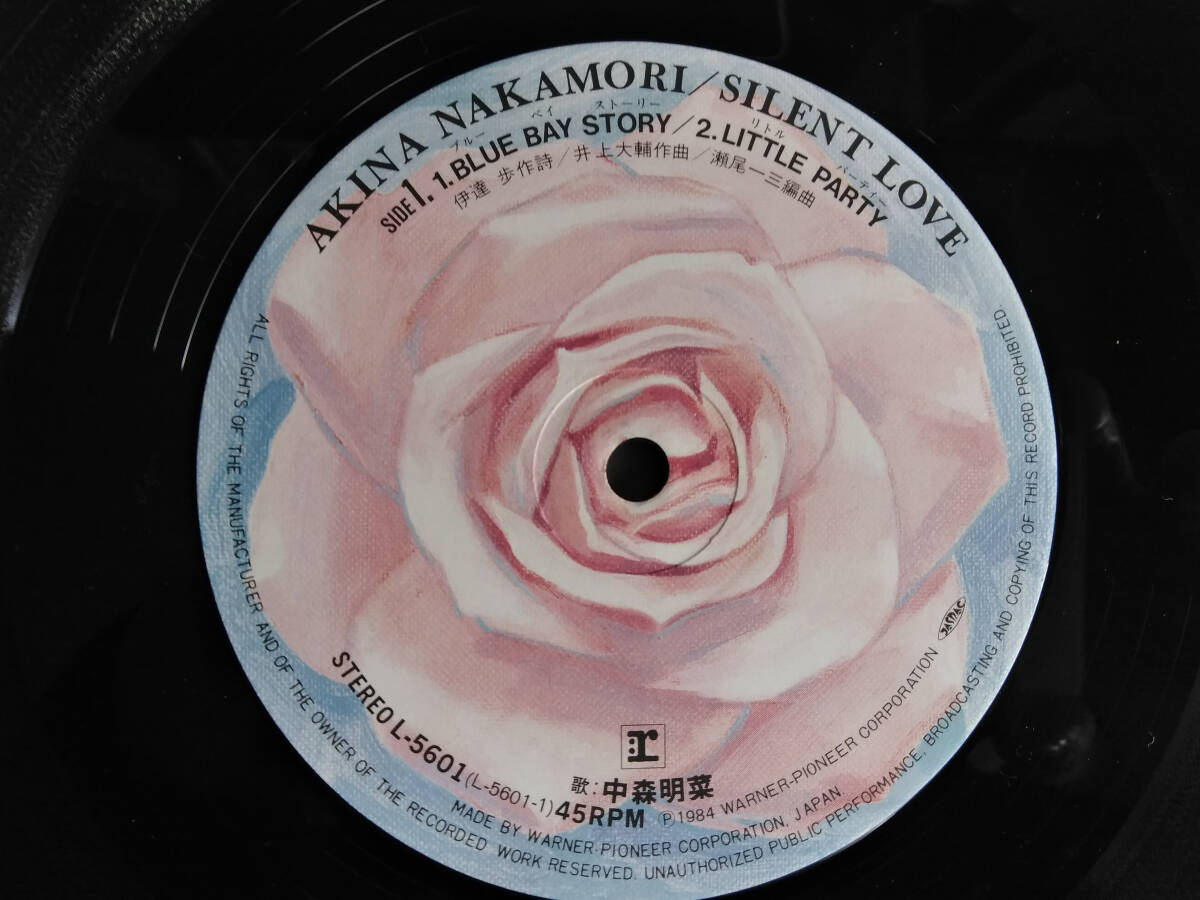 AKINA NAKAMORI/SILENT LOVE
ブルー ベイ ストーリー リトル パーティー
SIDE 1. 1. BLUE BAY STORY/2. LITTLE PARTY
伊達 歩作詩/井上大輔作曲/瀬尾一三編曲
r
歌:中森明菜
STEREO L-5601 (L-5601-1) 45RPM Ⓟ1984 WARNER-PIONEER CORPORATION JASRAC
MADE BY WARNER-PIONEER CORPORATION, JAPAN
ALL RIGHTS OF THE MANUFACTURER AND OF THE OWNER OF THE RECORDED WORK RESERVED. UNAUTHORIZED PUBLIC PERFORMANCE, BROADCASTING AND COPYING OF THIS RECORD PROHIBITED.